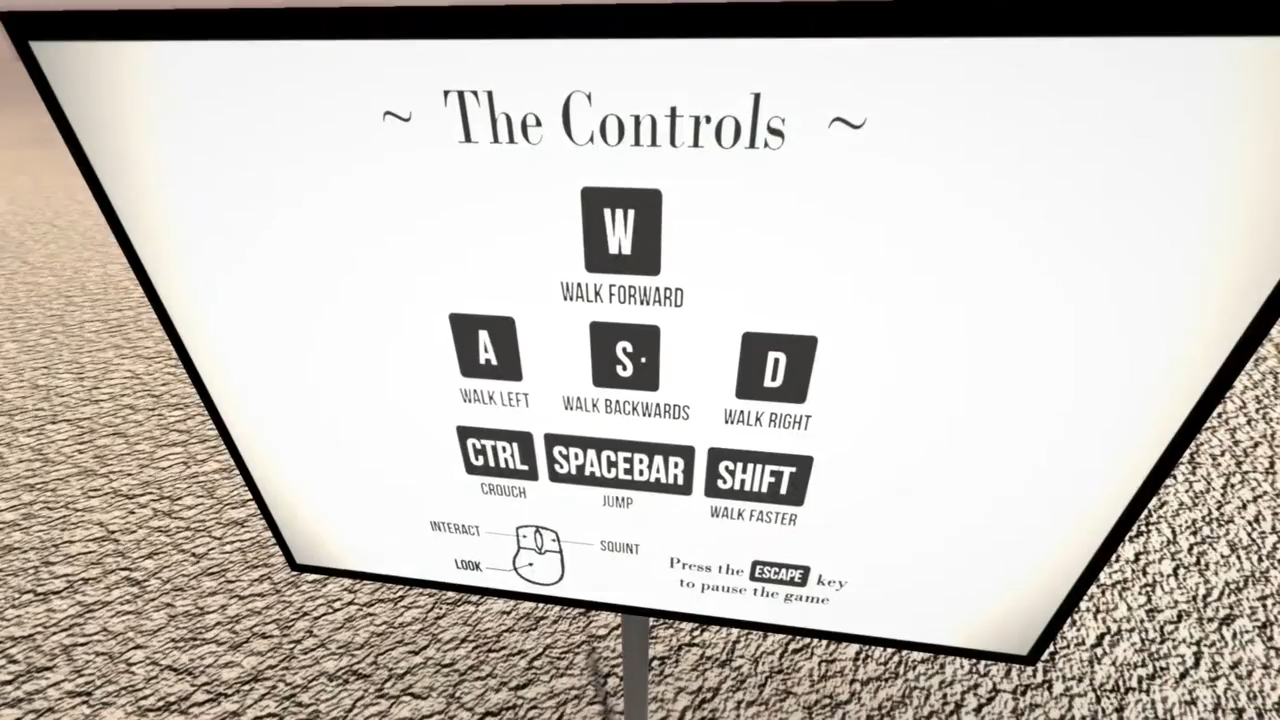 ~ The Controls ~
W
WALK FORWARD
A S D
WALK LEFT WALK BACKWARDS WALK RIGHT
CTRL SPACEBAR SHIFT
CROUCH JUMP WALK FASTER
INTERACT SQUINT
LOOK
Press the ESCAPE key
to pause the game